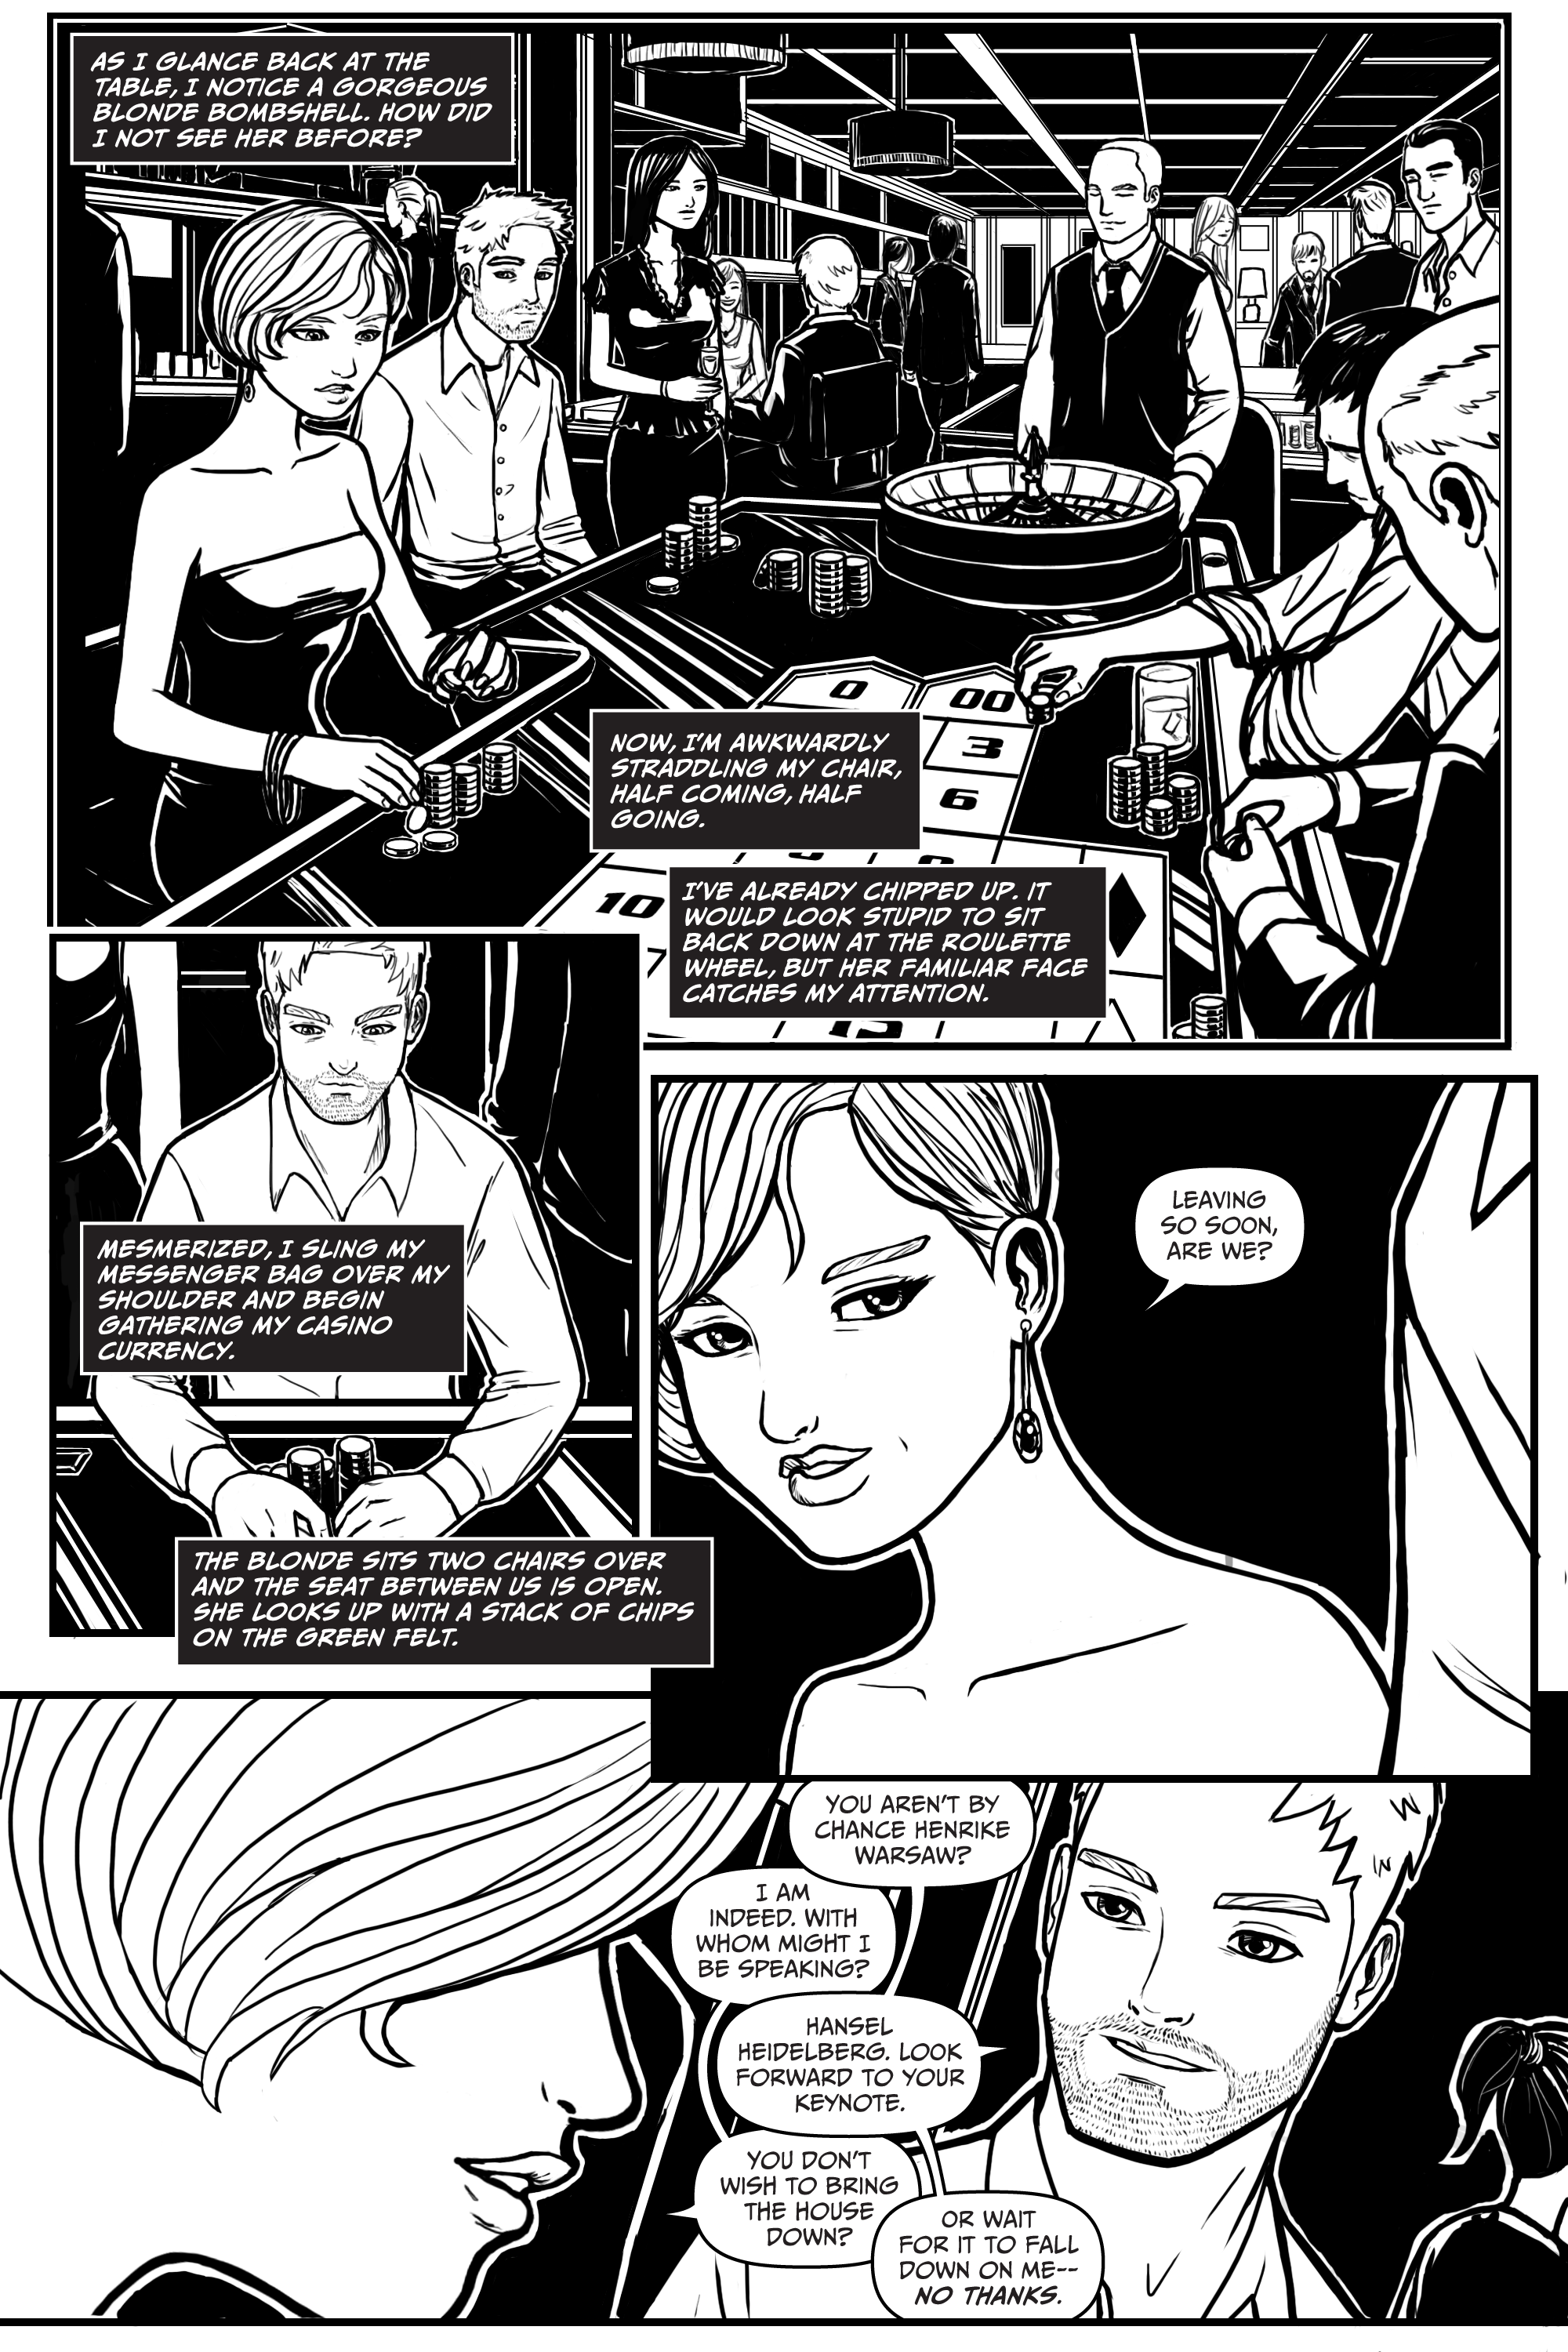 AS I GLANCE BACK AT THE
TABLE, I NOTICE A GORGEOUS
BLONDE BOMBSHELL. HOW DID
I NOT SEE HER BEFORE?
0
00
3
6
NOW, I'M AWKWARDLY
STRADDLING MY CHAIR,
HALF COMING, HALF
GOING.
10
I'VE ALREADY CHIPPED UP. IT
WOULD LOOK STUPID TO SIT
BACK DOWN AT THE ROULETTE
WHEEL, BUT HER FAMILIAR FACE
CATCHES MY ATTENTION.
MESMERIZED, I SLING MY
MESSENGER BAG OVER MY
SHOULDER AND BEGIN
GATHERING MY CASINO
CURRENCY.
THE BLONDE SITS TWO CHAIRS OVER
AND THE SEAT BETWEEN US IS OPEN.
SHE LOOKS UP WITH A STACK OF CHIPS
ON THE GREEN FELT.
LEAVING
SO SOON,
ARE WE?
YOU AREN'T BY
CHANCE HENRIKE
WARSAW?
I AM
INDEED. WITH
WHOM MIGHT I
BE SPEAKING?
HANSEL
HEIDELBERG. LOOK
FORWARD TO YOUR
KEYNOTE.
YOU DON'T
WISH TO BRING
THE HOUSE
DOWN?
OR WAIT
FOR IT TO FALL
DOWN ON ME--
NO THANKS.